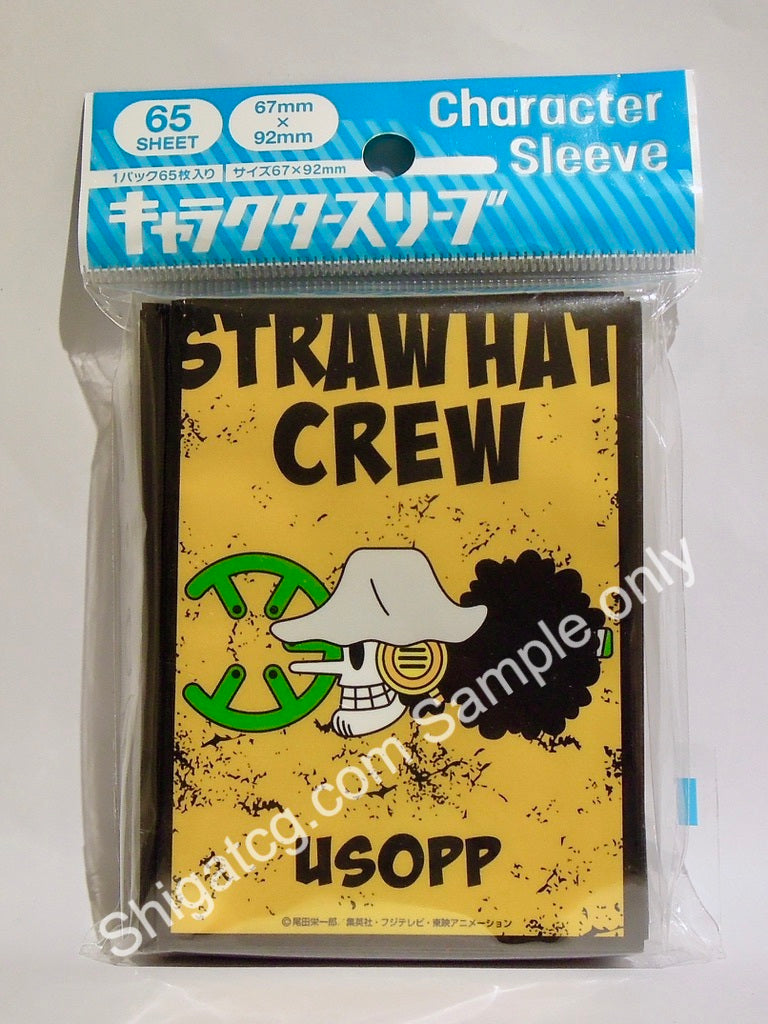 65
SHEET
67mm
×
92mm
Character
Sleeve
1パック65枚入り
サイズ67×92mm
キャラクタースリーブ
STRAW HAT
CREW
USOPP
©尾田栄一郎/集英社・フジテレビ・東映アニメーション
Shigatcg.com Sample only